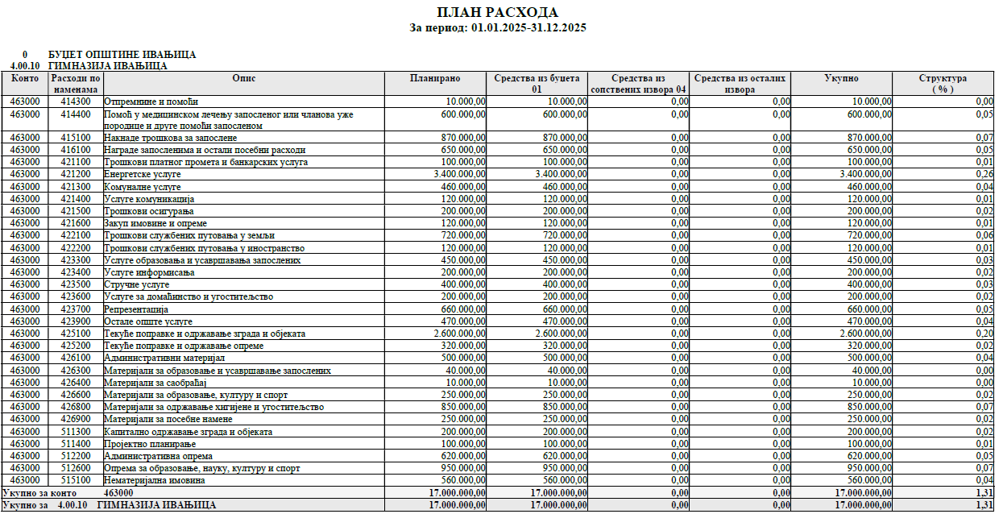 ПЛАН РАСХОДА
За период: 01.01.2025-31.12.2025
0 БУЏЕТ ОПШТИНЕ ИВАЊИЦА
4.00.10 ГИМНАЗИЈА ИВАЊИЦА
Конто Расходи по наменама Опис Планирано Средства из буџета 01 Средства из сопствених извора 04 Средства из осталих извора Укупно Структура ( % )
463000 414300 Отпремнине и помоћи 10.000,00 10.000,00 0,00 0,00 10.000,00 0,00
463000 414400 Помоћ у медицинском лечењу запосленог или чланова уже 600.000,00 600.000,00 0,00 0,00 600.000,00 0,05
породице и друге помоћи запосленом
463000 415100 Накнаде трошкова за запослене 870.000,00 870.000,00 0,00 0,00 870.000,00 0,07
463000 416100 Награде запосленима и остали посебни расходи 650.000,00 650.000,00 0,00 0,00 650.000,00 0,05
463000 421100 Трошкови платног промета и банкарских услуга 100.000,00 100.000,00 0,00 0,00 100.000,00 0,01
463000 421200 Енергетске услуге 3.400.000,00 3.400.000,00 0,00 0,00 3.400.000,00 0,26
463000 421300 Комуналне услуге 460.000,00 460.000,00 0,00 0,00 460.000,00 0,04
463000 421400 Услуге комуникација 120.000,00 120.000,00 0,00 0,00 120.000,00 0,01
463000 421500 Трошкови осигурања 200.000,00 200.000,00 0,00 0,00 200.000,00 0,02
463000 421600 Закуп имовине и опреме 120.000,00 120.000,00 0,00 0,00 120.000,00 0,01
463000 422100 Трошкови службених путовања у земљи 720.000,00 720.000,00 0,00 0,00 720.000,00 0,06
463000 422200 Трошкови службених путовања у иностранство 120.000,00 120.000,00 0,00 0,00 120.000,00 0,01
463000 423300 Услуге образовања и усавршавања запослених 450.000,00 450.000,00 0,00 0,00 450.000,00 0,03
463000 423400 Услуге информисања 200.000,00 200.000,00 0,00 0,00 200.000,00 0,02
463000 423500 Стручне услуге 400.000,00 400.000,00 0,00 0,00 400.000,00 0,03
463000 423600 Услуге за домаћинство и угоститељство 200.000,00 200.000,00 0,00 0,00 200.000,00 0,02
463000 423700 Репрезентација 660.000,00 660.000,00 0,00 0,00 660.000,00 0,05
463000 423900 Остале опште услуге 470.000,00 470.000,00 0,00 0,00 470.000,00 0,04
463000 425100 Текуће поправке и одржавање зграда и објеката 2.600.000,00 2.600.000,00 0,00 0,00 2.600.000,00 0,20
463000 425200 Текуће поправке и одржавање опреме 320.000,00 320.000,00 0,00 0,00 320.000,00 0,02
463000 426100 Административни материјал 500.000,00 500.000,00 0,00 0,00 500.000,00 0,04
463000 426300 Материјали за образовање и усавршавање запослених 40.000,00 40.000,00 0,00 0,00 40.000,00 0,00
463000 426400 Материјали за саобраћај 10.000,00 10.000,00 0,00 0,00 10.000,00 0,00
463000 426600 Материјали за образовање, културу и спорт 250.000,00 250.000,00 0,00 0,00 250.000,00 0,02
463000 426800 Материјали за одржавање хигијене и угоститељство 850.000,00 850.000,00 0,00 0,00 850.000,00 0,07
463000 426900 Материјали за посебне намене 250.000,00 250.000,00 0,00 0,00 250.000,00 0,02
463000 511300 Капитално одржавање зграда и објеката 200.000,00 200.000,00 0,00 0,00 200.000,00 0,02
463000 511400 Пројектно планирање 100.000,00 100.000,00 0,00 0,00 100.000,00 0,01
463000 512200 Административна опрема 620.000,00 620.000,00 0,00 0,00 620.000,00 0,05
463000 512600 Опрема за образовање, науку, културу и спорт 950.000,00 950.000,00 0,00 0,00 950.000,00 0,07
463000 515100 Нематеријална имовина 560.000,00 560.000,00 0,00 0,00 560.000,00 0,04
Укупно за конто 463000 17.000.000,00 17.000.000,00 0,00 0,00 17.000.000,00 1,31
Укупно за 4.00.10 ГИМНАЗИЈА ИВАЊИЦА 17.000.000,00 17.000.000,00 0,00 0,00 17.000.000,00 1,31